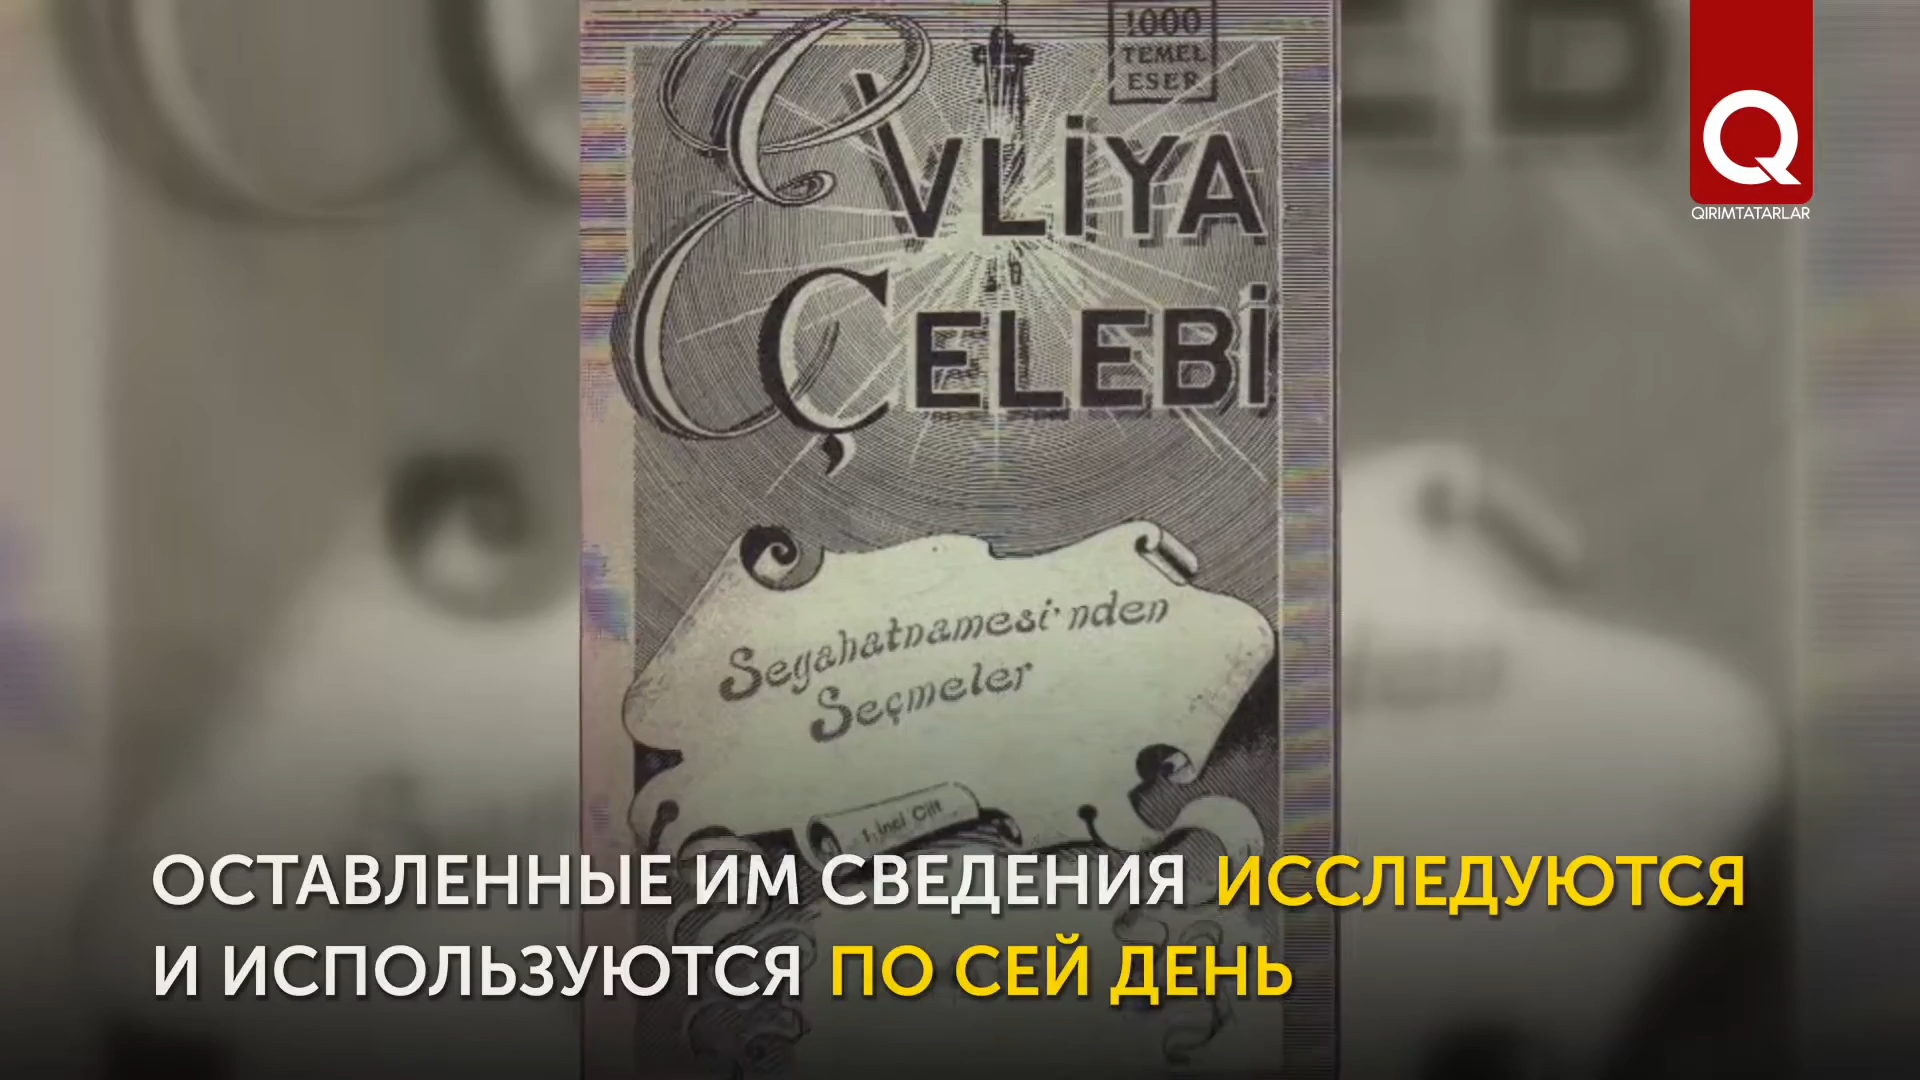 1000
TEMEL
ESER
EVLİYA
ÇELEBİ
QIRIMTATARLAR
Seyahatnamesi'nden
Seçmeler
1. inci Cilt
ОСТАВЛЕННЫЕ ИМ СВЕДЕНИЯ ИССЛЕДУЮТСЯ
И ИСПОЛЬЗУЮТСЯ ПО СЕЙ ДЕНЬ